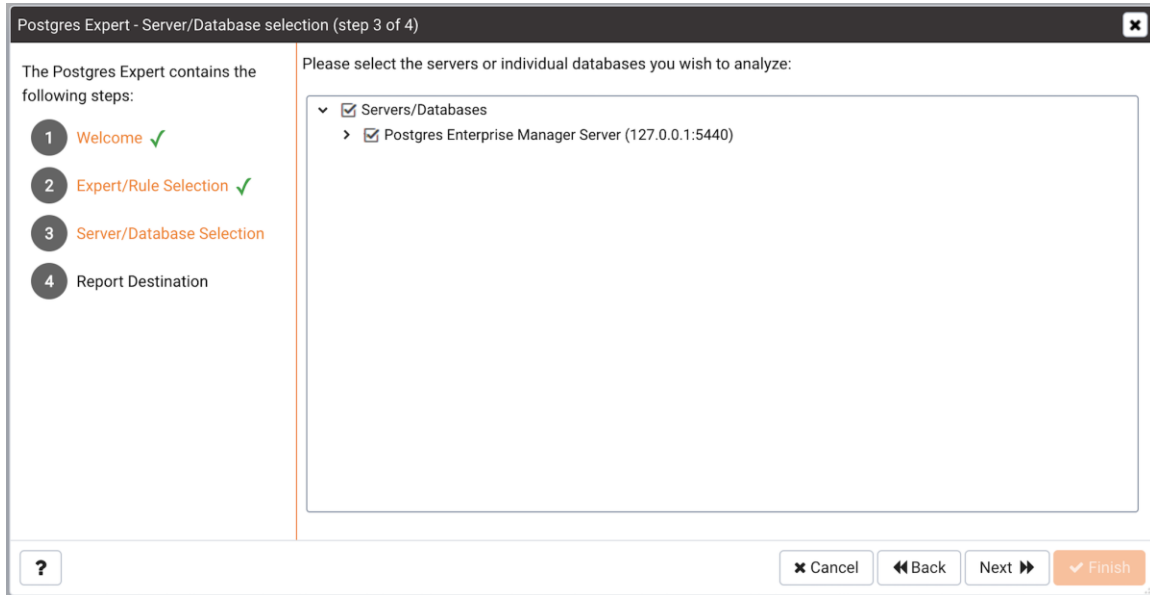 Postgres Expert - Server/Database selection (step 3 of 4)
The Postgres Expert contains the
following steps:
1 Welcome
2 Expert/Rule Selection
3 Server/Database Selection
4 Report Destination
Please select the servers or individual databases you wish to analyze:
Servers/Databases
Postgres Enterprise Manager Server (127.0.0.1:5440)
? Cancel Back Next Finish